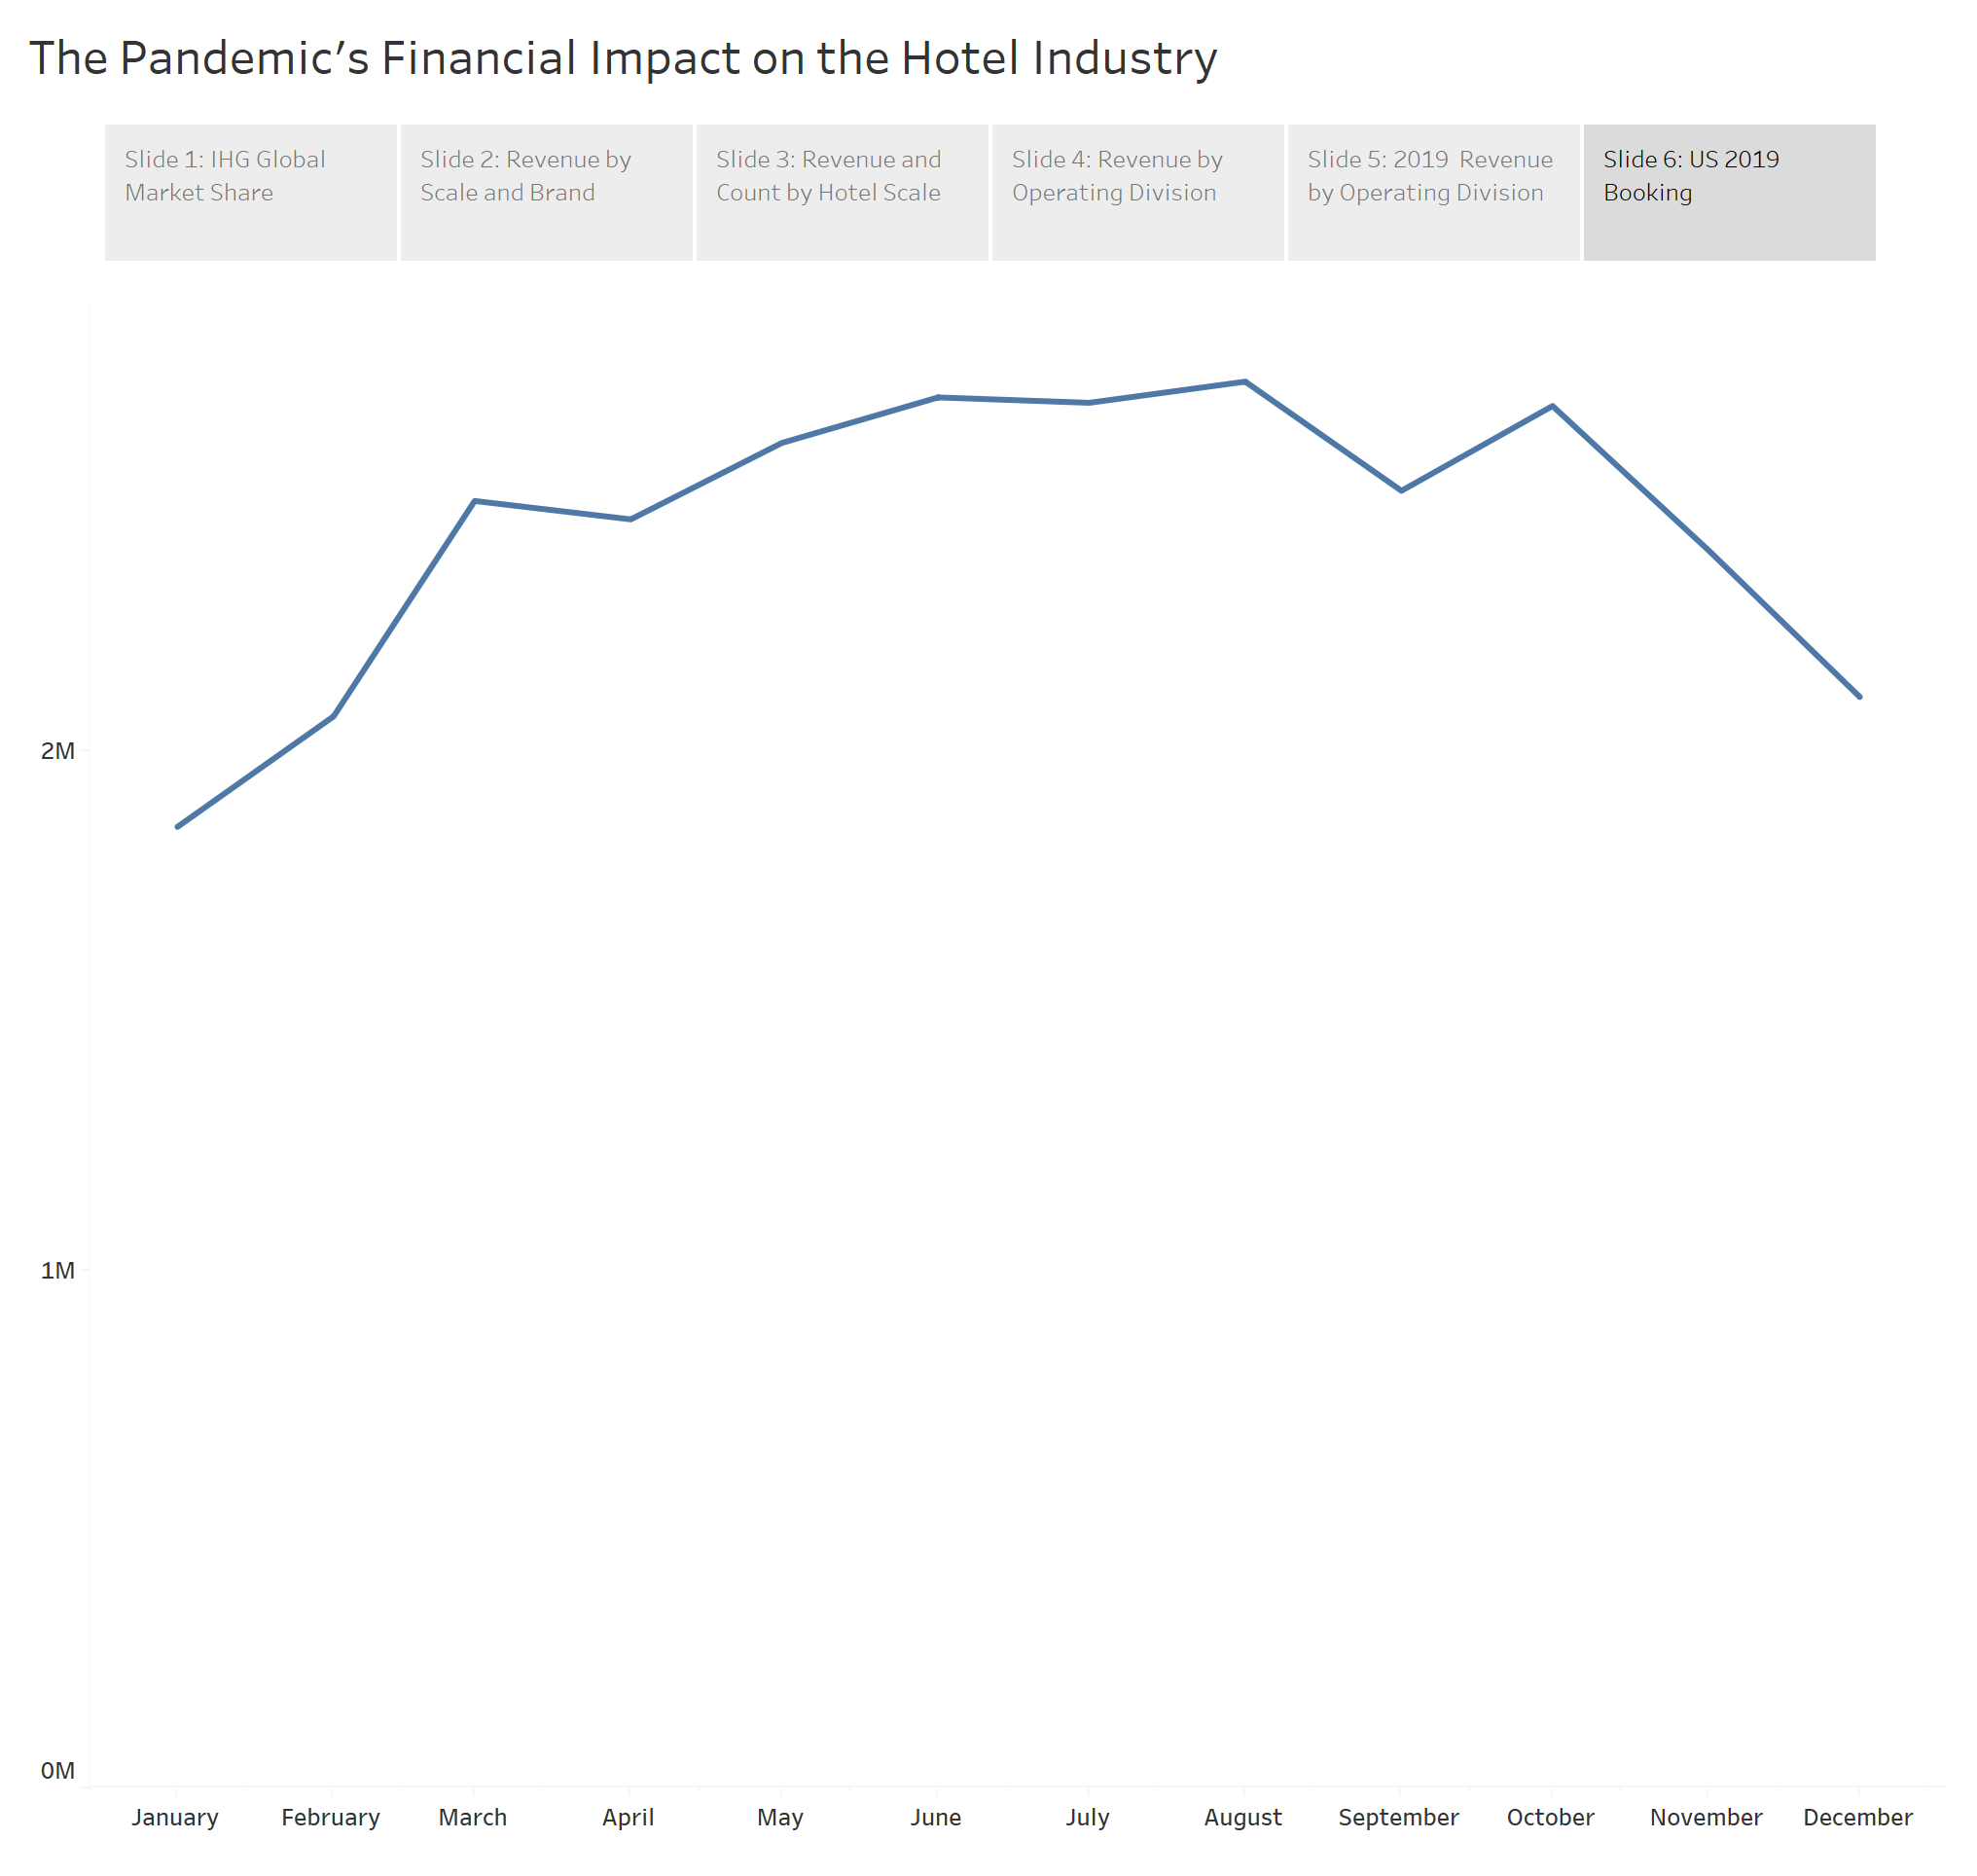 The Pandemic’s Financial Impact on the Hotel Industry
Slide 1: IHG Global
Market Share
Slide 2: Revenue by
Scale and Brand
Slide 3: Revenue and
Count by Hotel Scale
Slide 4: Revenue by
Operating Division
Slide 5: 2019  Revenue
by Operating Division
Slide 6: US 2019
Booking
2M
1M
0M
January February March April May June July August September October November December